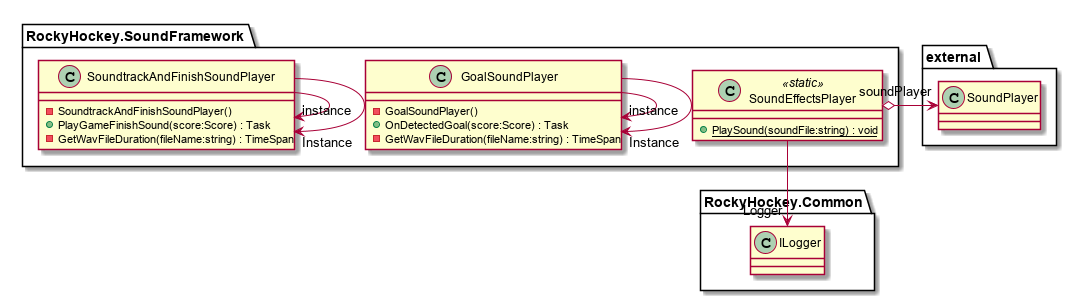 RockyHockey.SoundFramework
C SoundtrackAndFinishSoundPlayer
SoundtrackAndFinishSoundPlayer()
PlayGameFinishSound(score:Score) : Task
GetWavFileDuration(fileName:string) : TimeSpan
instance
Instance
C GoalSoundPlayer
GoalSoundPlayer()
OnDetectedGoal(score:Score) : Task
GetWavFileDuration(fileName:string) : TimeSpan
instance
Instance
«static»
C SoundEffectsPlayer
PlaySound(soundFile:string) : void
soundPlayer
external
C SoundPlayer
Logger
RockyHockey.Common
C ILogger